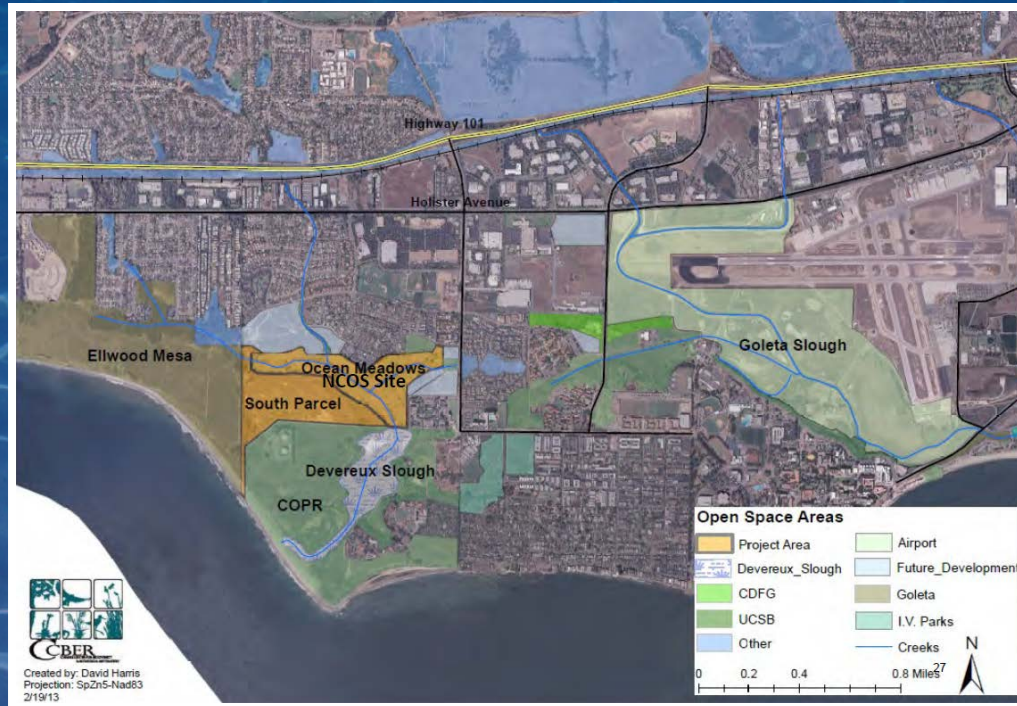 Highway 101
Hollister Avenue
Ellwood Mesa
Ocean Meadows
NCOS Site
South Parcel
Goleta Slough
Devereux Slough
COPR
Open Space Areas
Project Area
Devereux_Slough
CDFG
UCSB
Other
Airport
Future_Development
Goleta
I.V. Parks
Creeks
N
0 0.2 0.4 0.8 Miles
27
CCBER
Created by: David Harris
Projection: SpZn5-Nad83
2/19/13